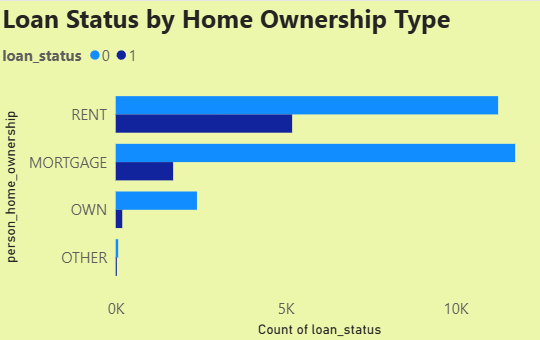 Loan Status by Home Ownership Type
loan_status 0 1
person_home_ownership
RENT
MORTGAGE
OWN
OTHER
0K 5K 10K
Count of loan_status